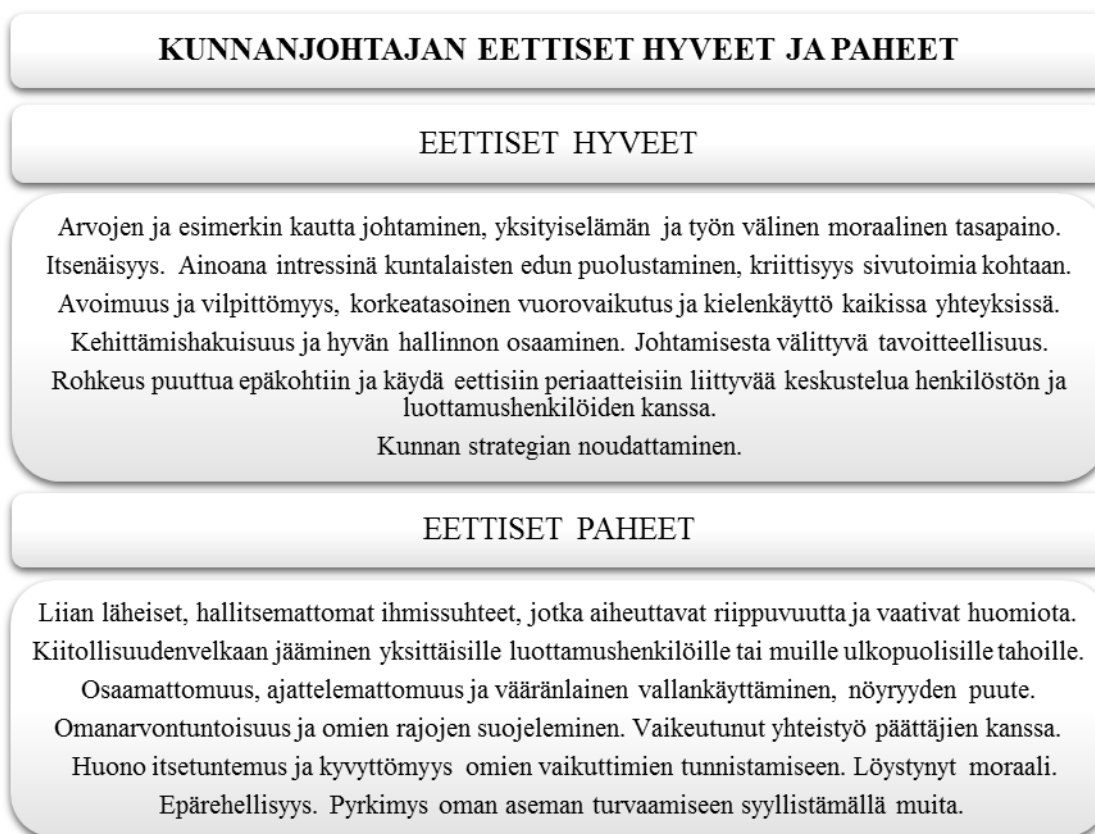 KUNNANJOHTAJAN EETTISET HYVEET JA PAHEET
EETTISET HYVEET
Arvojen ja esimerkin kautta johtaminen, yksityiselämän ja työn välinen moraalinen tasapaino.
Itsenäisyys. Ainoana intressinä kuntalaisten edun puolustaminen, kriittisyys sivutoimia kohtaan.
Avoimuus ja vilpittömyys, korkeatasoinen vuorovaikutus ja kielenkäyttö kaikissa yhteyksissä.
Kehittämishakuisuus ja hyvän hallinnon osaaminen. Johtamisesta välittyvä tavoitteellisuus.
Rohkeus puuttua epäkohtiin ja käydä eettisiin periaatteisiin liittyvää keskustelua henkilöstön ja
luottamushenkilöiden kanssa.
Kunnan strategian noudattaminen.
EETTISET PAHEET
Liian läheiset, hallitsemattomat ihmissuhteet, jotka aiheuttavat riippuvuutta ja vaativat huomiota.
Kiitollisuudenvelkaan jääminen yksittäisille luottamushenkilöille tai muille ulkopuolisille tahoille.
Osaamattomuus, ajattelemattomuus ja vääränlainen vallankäyttäminen, nöyryyden puute.
Omanarvontuntoisuus ja omien rajojen suojeleminen. Vaikeutunut yhteistyö päättäjien kanssa.
Huono itsetuntemus ja kyvyttömyys omien vaikuttimien tunnistamiseen. Löystynyt moraali.
Epärehellisyys. Pyrkimys oman aseman turvaamiseen syyllistämällä muita.